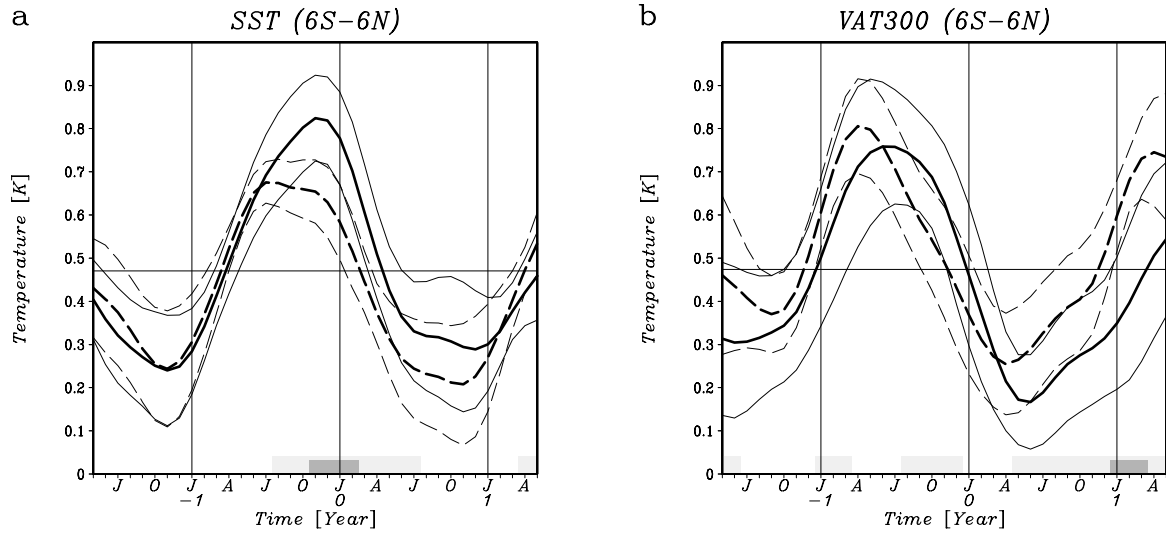 a
SST (6S−6N)
Temperature [K]
0.9
0.8
0.7
0.6
0.5
0.4
0.3
0.2
0.1
0
J O J A J O J A J O J A
−1 0 1
Time [Year]
b
VAT300 (6S−6N)
Temperature [K]
0.9
0.8
0.7
0.6
0.5
0.4
0.3
0.2
0.1
0
J O J A J O J A J O J A
−1 0 1
Time [Year]